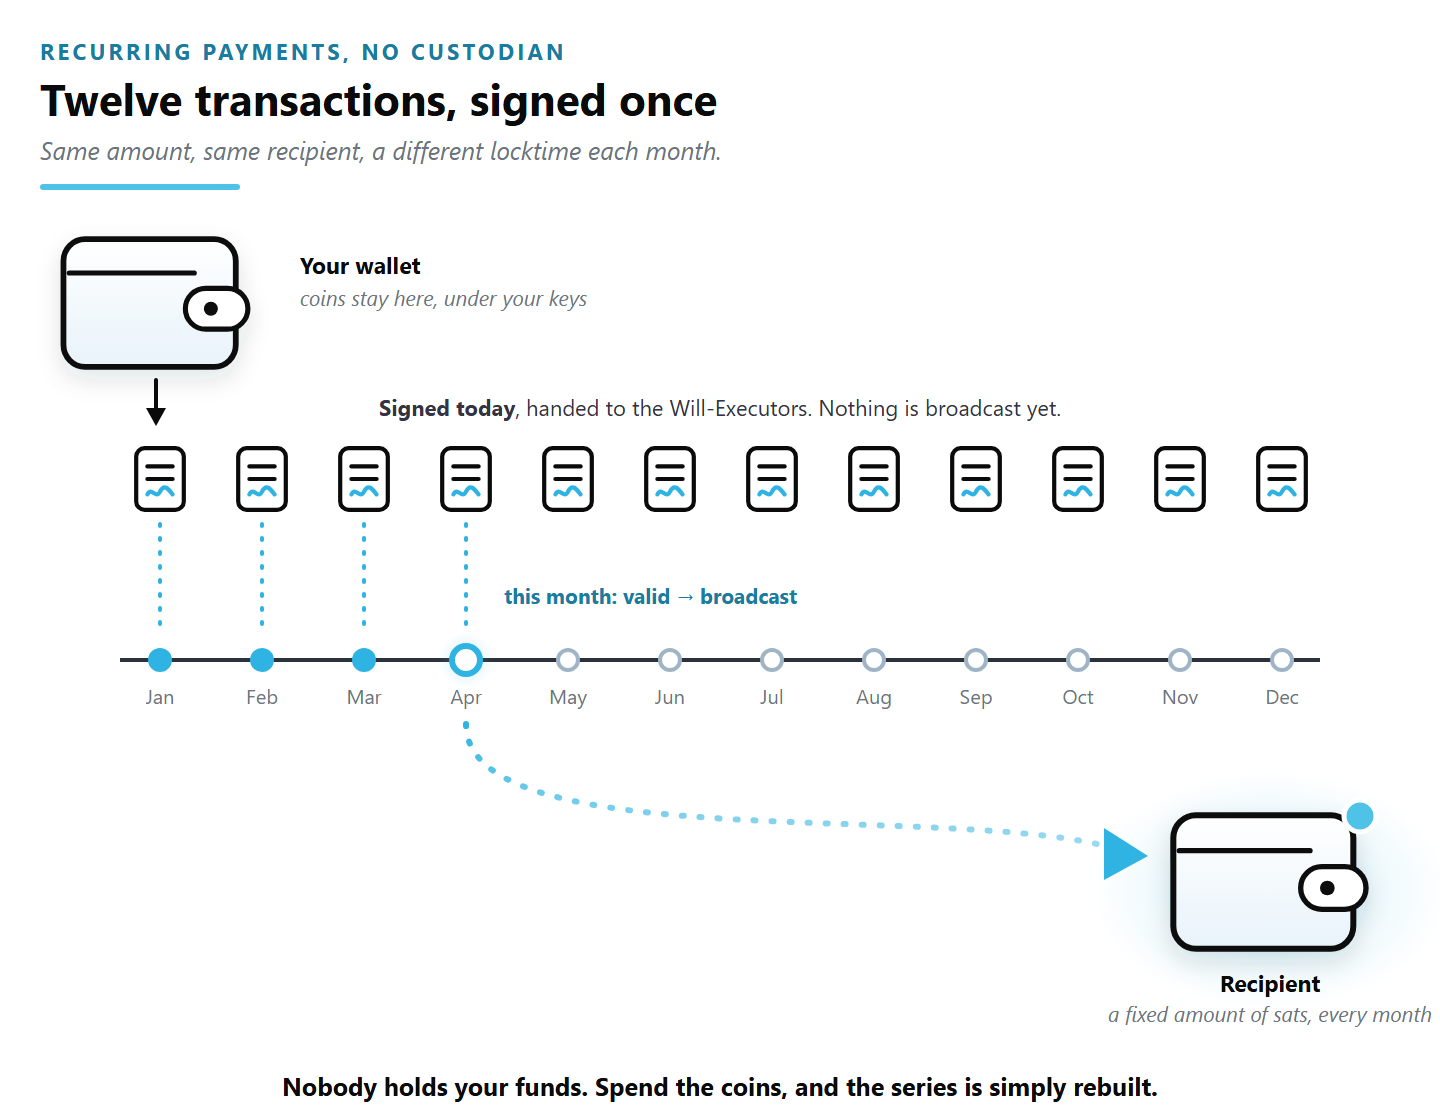 RECURRING PAYMENTS, NO CUSTODIAN
Twelve transactions, signed once
Same amount, same recipient, a different locktime each month.
Your wallet
coins stay here, under your keys
Signed today, handed to the Will-Executors. Nothing is broadcast yet.
this month: valid → broadcast
Jan Feb Mar Apr May Jun Jul Aug Sep Oct Nov Dec
Recipient
a fixed amount of sats, every month
Nobody holds your funds. Spend the coins, and the series is simply rebuilt.